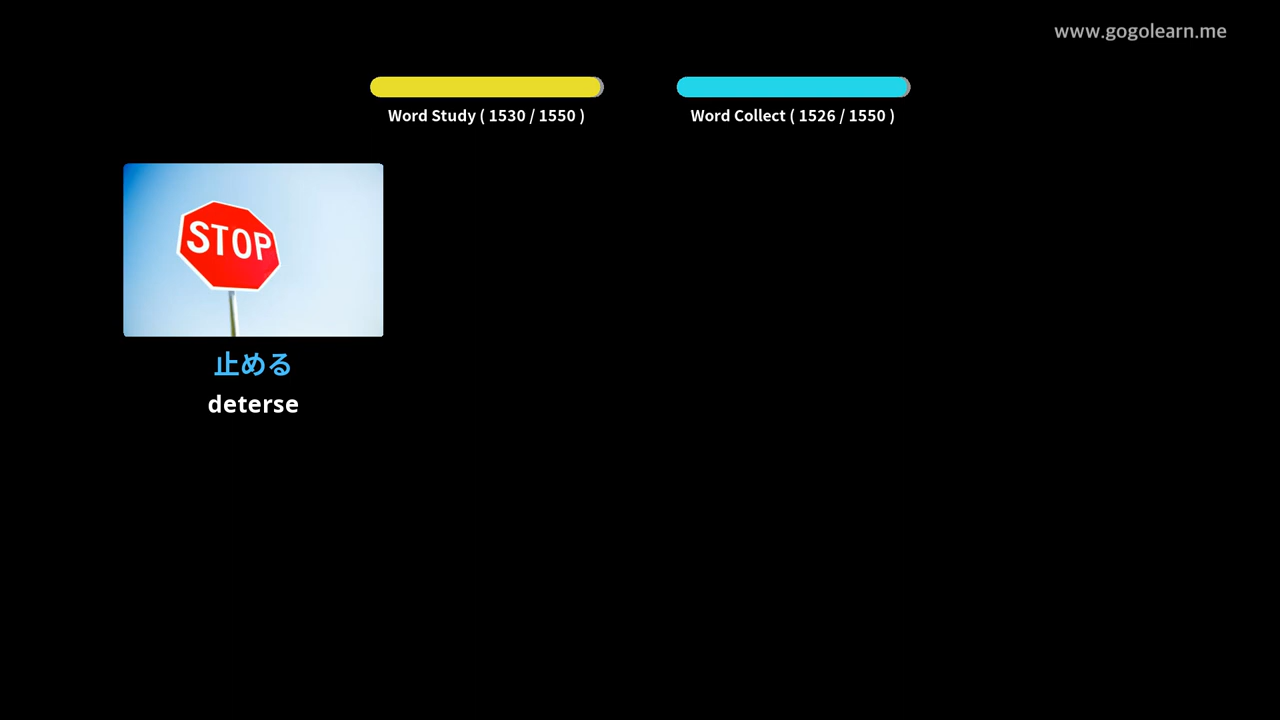 www.gogolearn.me
Word Study ( 1530 / 1550 )
Word Collect ( 1526 / 1550 )
STOP
止める
deterse